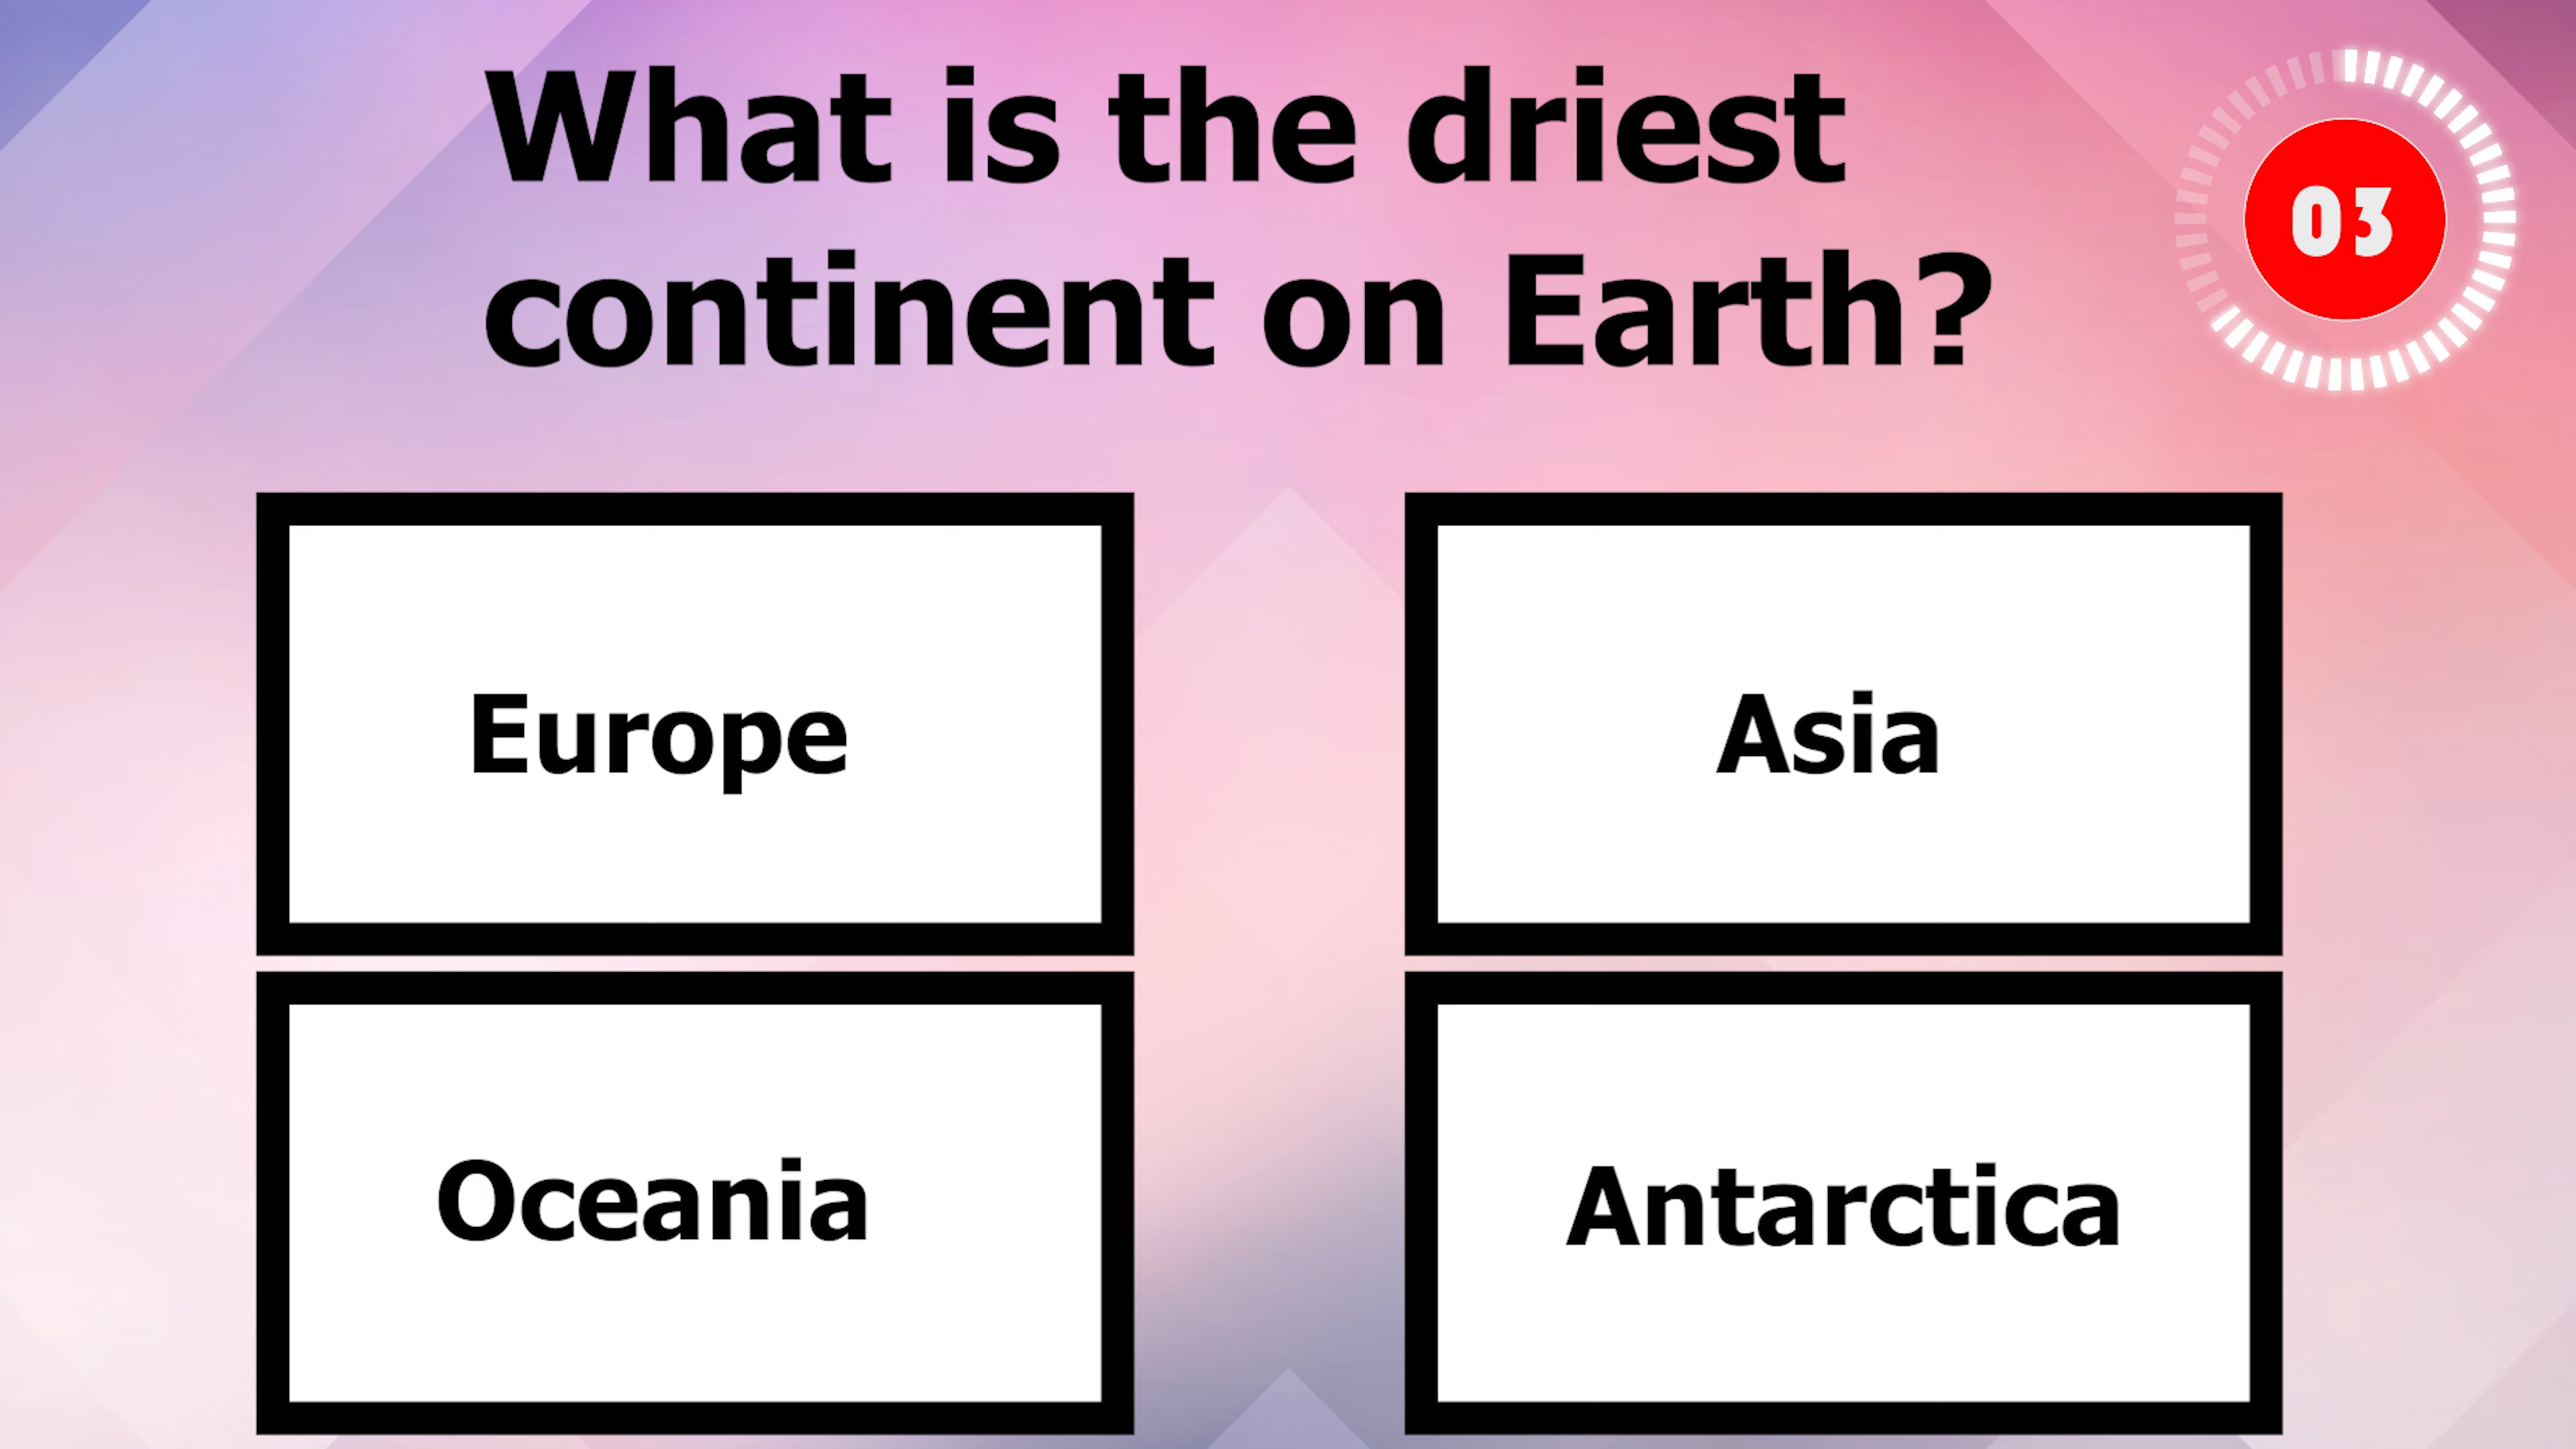 What is the driest
continent on Earth?
03
Europe
Asia
Oceania
Antarctica